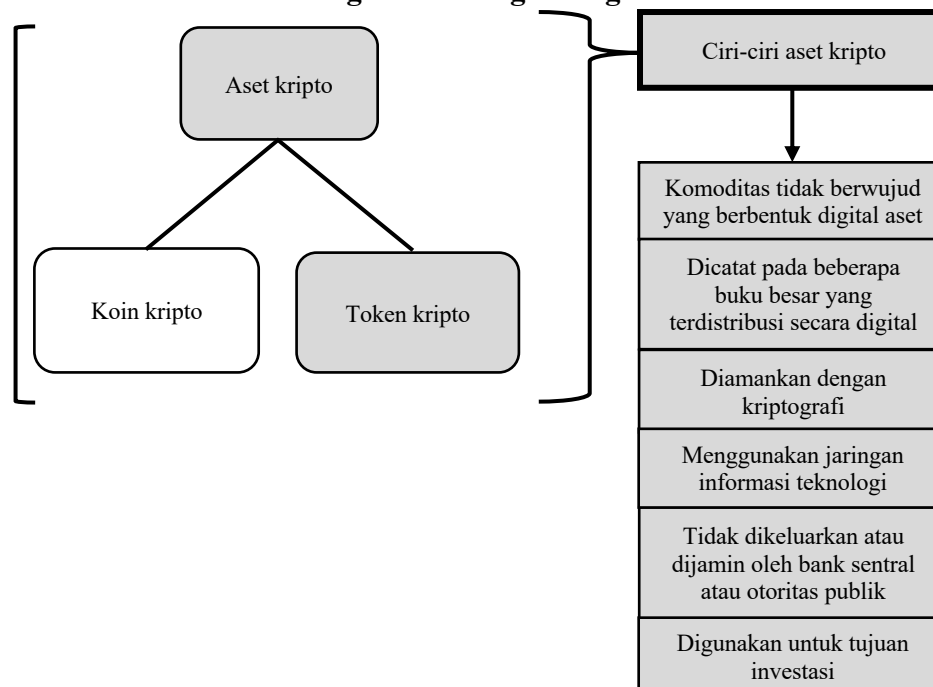 Aset kripto
Koin kripto
Token kripto
Ciri-ciri aset kripto
Komoditas tidak berwujud
yang berbentuk digital aset
Dicatat pada beberapa
buku besar yang
terdistribusi secara digital
Diamankan dengan
kriptografi
Menggunakan jaringan
informasi teknologi
Tidak dikeluarkan atau
dijamin oleh bank sentral
atau otoritas publik
Digunakan untuk tujuan
investasi